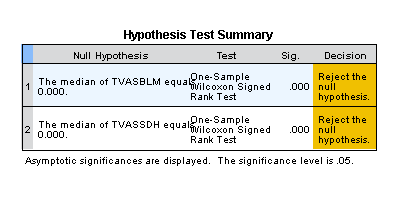 Hypothesis Test Summary
Null Hypothesis Test Sig. Decision
1 The median of TVASBLM equals 0.000. One-Sample Wilcoxon Signed Rank Test .000 Reject the null hypothesis.
2 The median of TVASSDH equals 0.000. One-Sample Wilcoxon Signed Rank Test .000 Reject the null hypothesis.
Asymptotic significances are displayed. The significance level is .05.